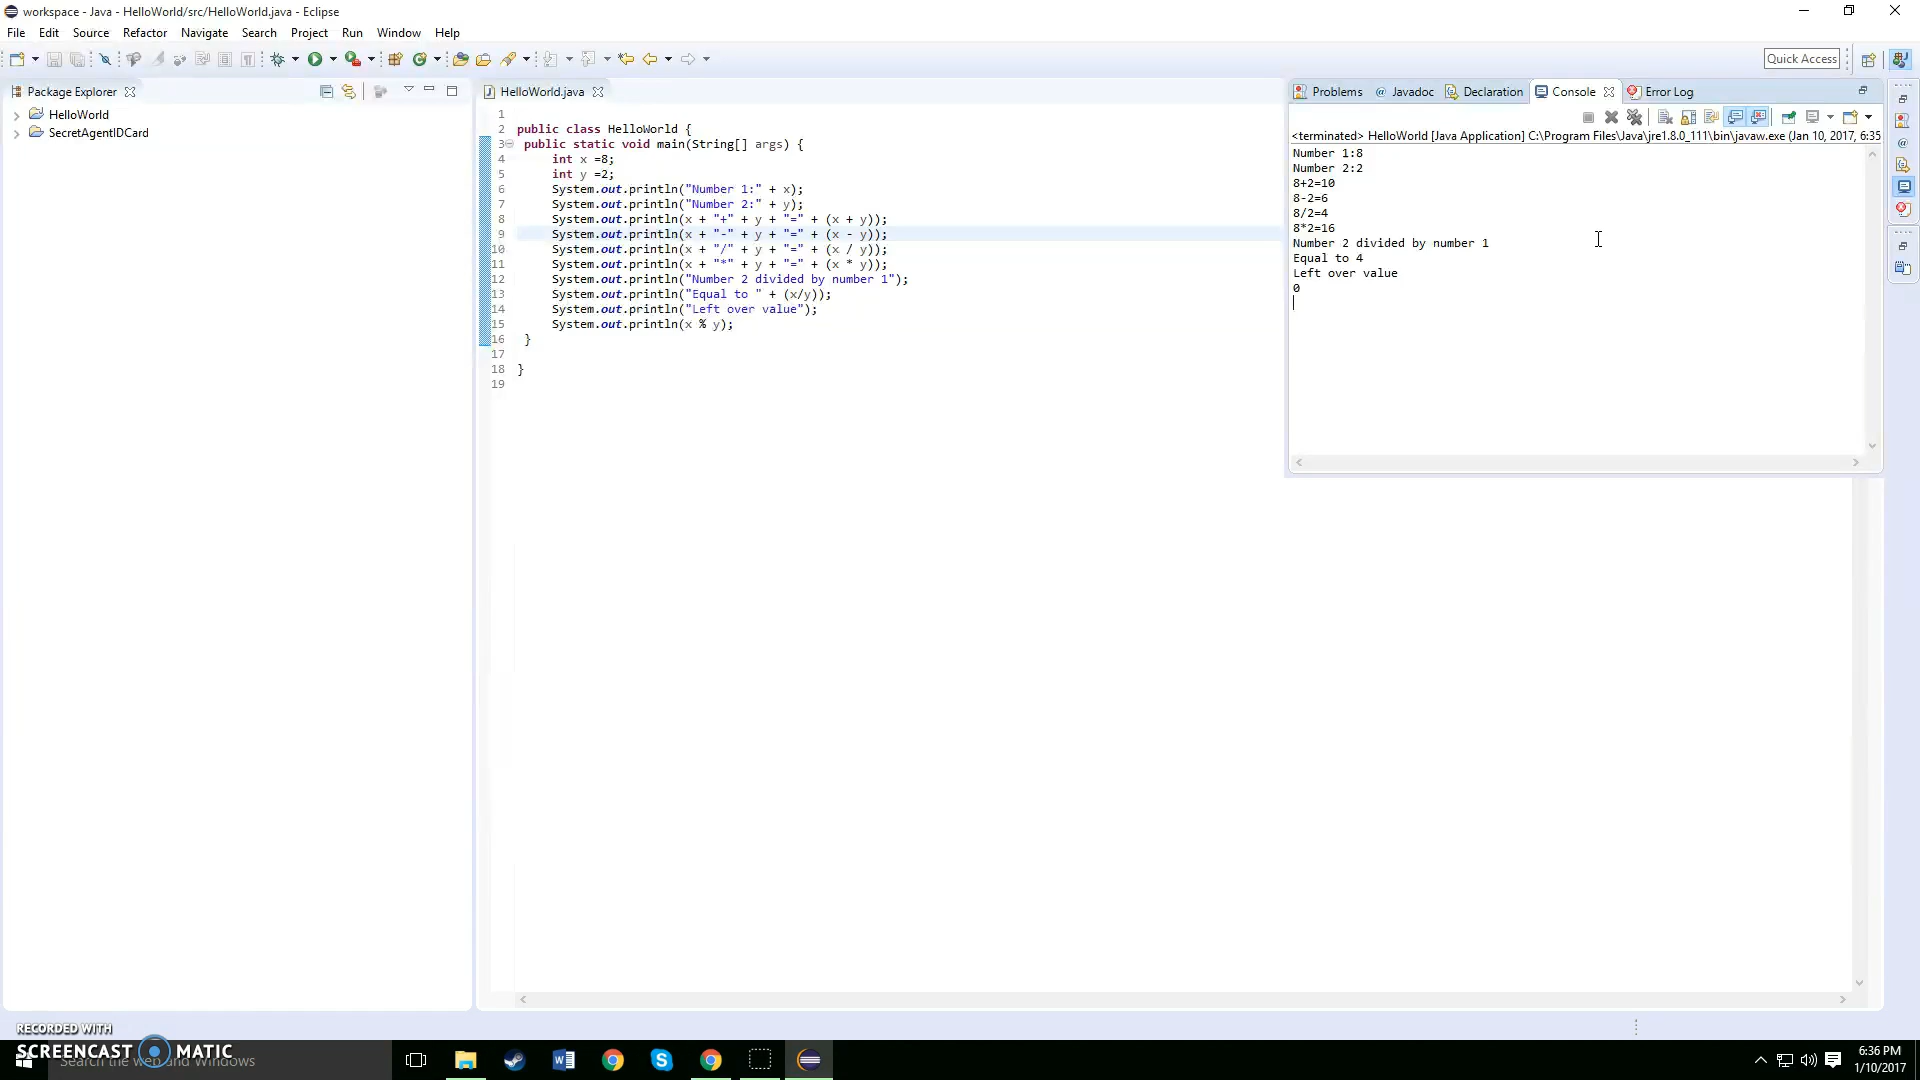 workspace - Java - HelloWorld/src/HelloWorld.java - Eclipse
File Edit Source Refactor Navigate Search Project Run Window Help
Quick Access
Package Explorer
HelloWorld
SecretAgentIDCard
HelloWorld.java
1
2 public class HelloWorld {
3 public static void main(String[] args) {
4 int x =8;
5 int y =2;
6 System.out.println("Number 1:" + x);
7 System.out.println("Number 2:" + y);
8 System.out.println(x + "+" + y + "=" + (x + y));
9 System.out.println(x + "-" + y + "=" + (x - y));
10 System.out.println(x + "/" + y + "=" + (x / y));
11 System.out.println(x + "*" + y + "=" + (x * y));
12 System.out.println("Number 2 divided by number 1");
13 System.out.println("Equal to " + (x/y));
14 System.out.println("Left over value");
15 System.out.println(x % y);
16 }
17
18 }
19
Problems @ Javadoc Declaration Console Error Log
<terminated> HelloWorld [Java Application] C:\Program Files\Java\jre1.8.0_111\bin\javaw.exe (Jan 10, 2017, 6:35
Number 1:8
Number 2:2
8+2=10
8-2=6
8/2=4
8*2=16
Number 2 divided by number 1
Equal to 4
Left over value
0
RECORDED WITH
SCREENCAST MATIC
Search the web and Windows
6:36 PM
1/10/2017